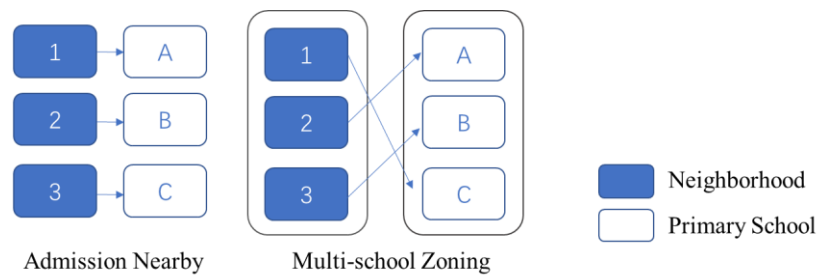 1 A
2 B
3 C
Admission Nearby
1 A
2 B
3 C
Multi-school Zoning
Neighborhood
Primary School